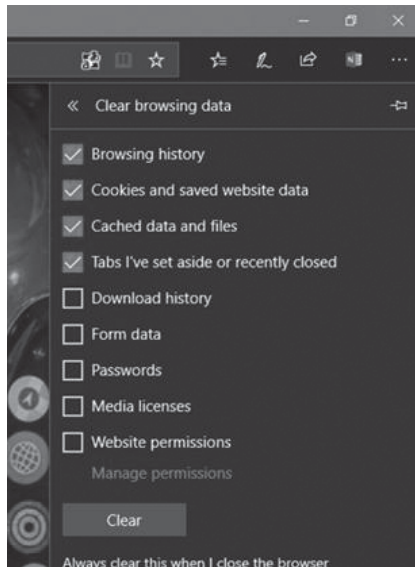 Clear browsing data
Browsing history
Cookies and saved website data
Cached data and files
Tabs I've set aside or recently closed
Download history
Form data
Passwords
Media licenses
Website permissions
Manage permissions
Clear
Always clear this when I close the browser